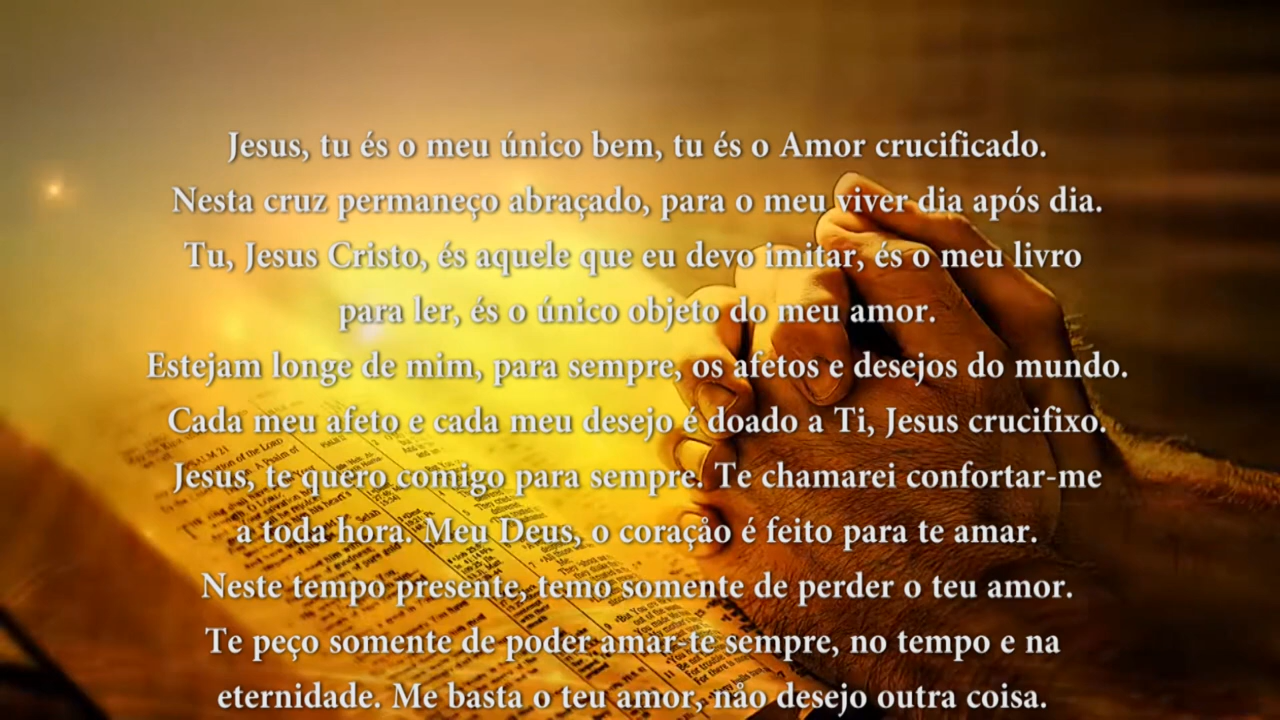 Jesus, tu és o meu único bem, tu és o Amor crucificado.
Nesta cruz permaneço abraçado, para o meu viver dia após dia.
Tu, Jesus Cristo, és aquele que eu devo imitar, és o meu livro
para ler, és o único objeto do meu amor.
Estejam longe de mim, para sempre, os afetos e desejos do mundo.
Cada meu afeto e cada meu desejo é doado a Ti, Jesus crucifixo.
Jesus, te quero comigo para sempre. Te chamarei confortar-me
a toda hora. Meu Deus, o coraçåo é feito para te amar.
Neste tempo presente, temo somente de perder o teu amor.
Te peço somente de poder amar-te sempre, no tempo e na
eternidade. Me basta o teu amor, nåo desejo outra coisa.